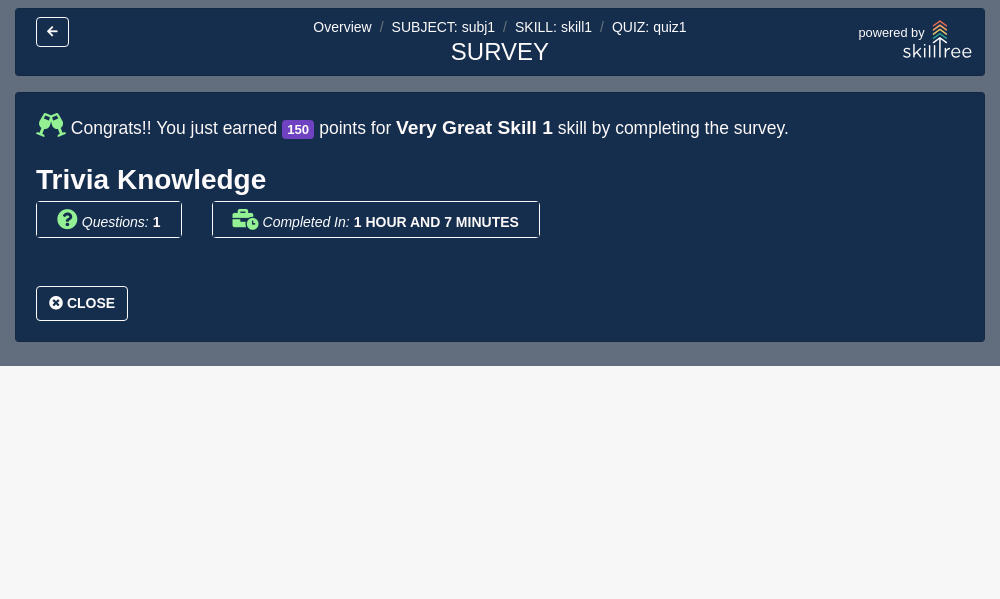 Overview / SUBJECT: subj1 / SKILL: skill1 / QUIZ: quiz1
SURVEY
powered by
skilltree
Congrats!! You just earned 150 points for Very Great Skill 1 skill by completing the survey.
Trivia Knowledge
Questions: 1
Completed In: 1 HOUR AND 7 MINUTES
CLOSE